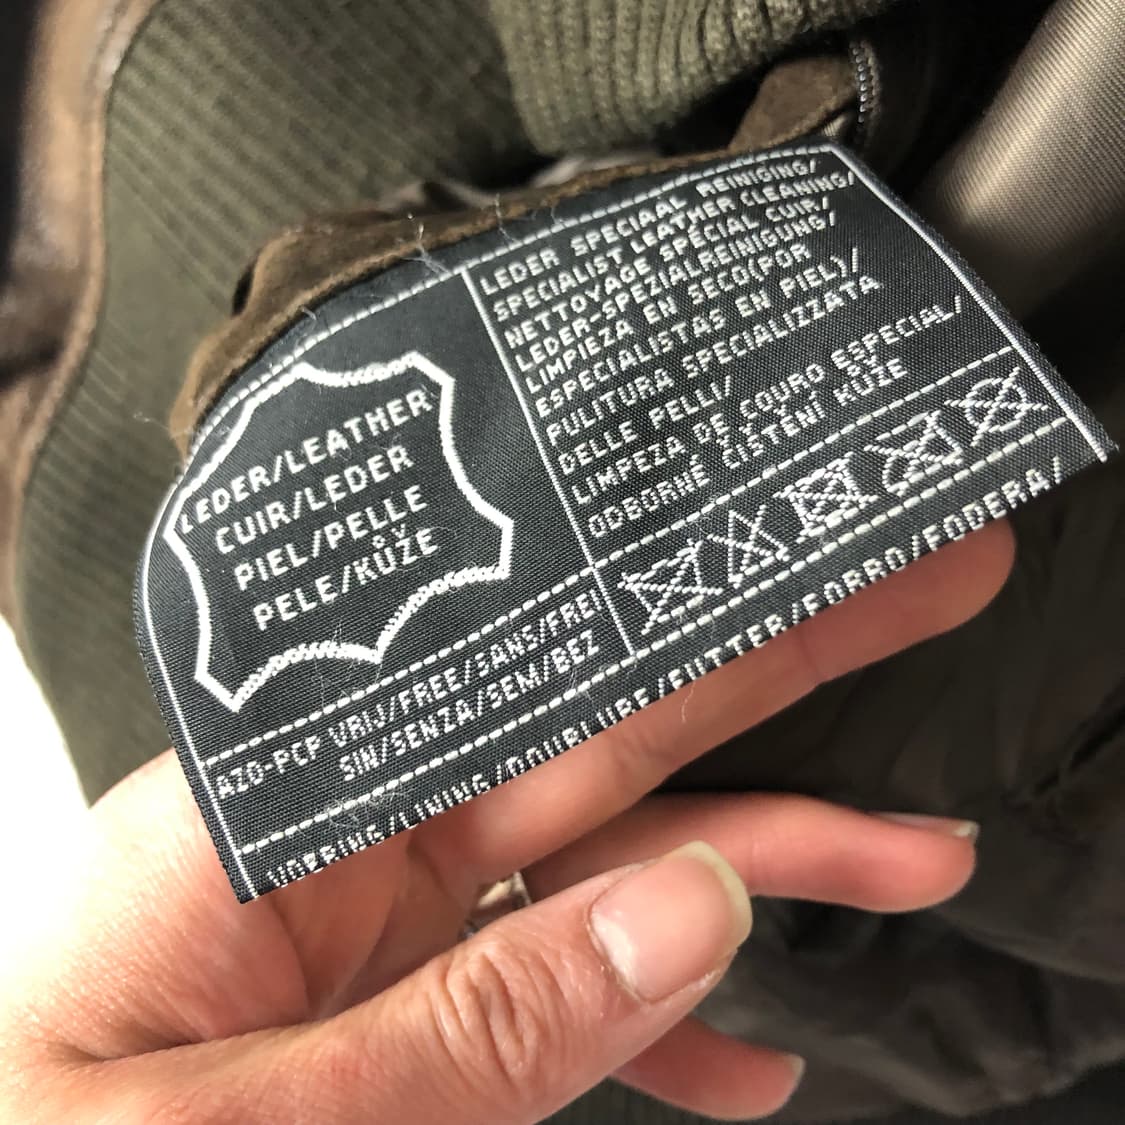 LEDER/LEATHER
CUIR/LEDER
PIEL/PELLE
PELE/KŮŽE
LEDER SPECIAAL REINIGING/
SPECIALIST LEATHER CLEANING/
NETTOYAGE SPÉCIAL CUIR/
LEDER-SPEZIALREINIGUNG/
LIMPIEZA EN SECO(POR
ESPECIALISTAS EN PIEL)/
PULITURA SPECIALIZZATA
DELLE PELLI/
LIMPEZA DE COURO ESPECIAL/
ODBORNÉ ČISTĚNÍ KŮŽE
AZO-PCP VRIJ/FREE/SANS/FREI
SIN/SENZA/SEM/BEZ
VOERING/LINING/DOUBLURE/FUTTER/FORRO/FODERA/